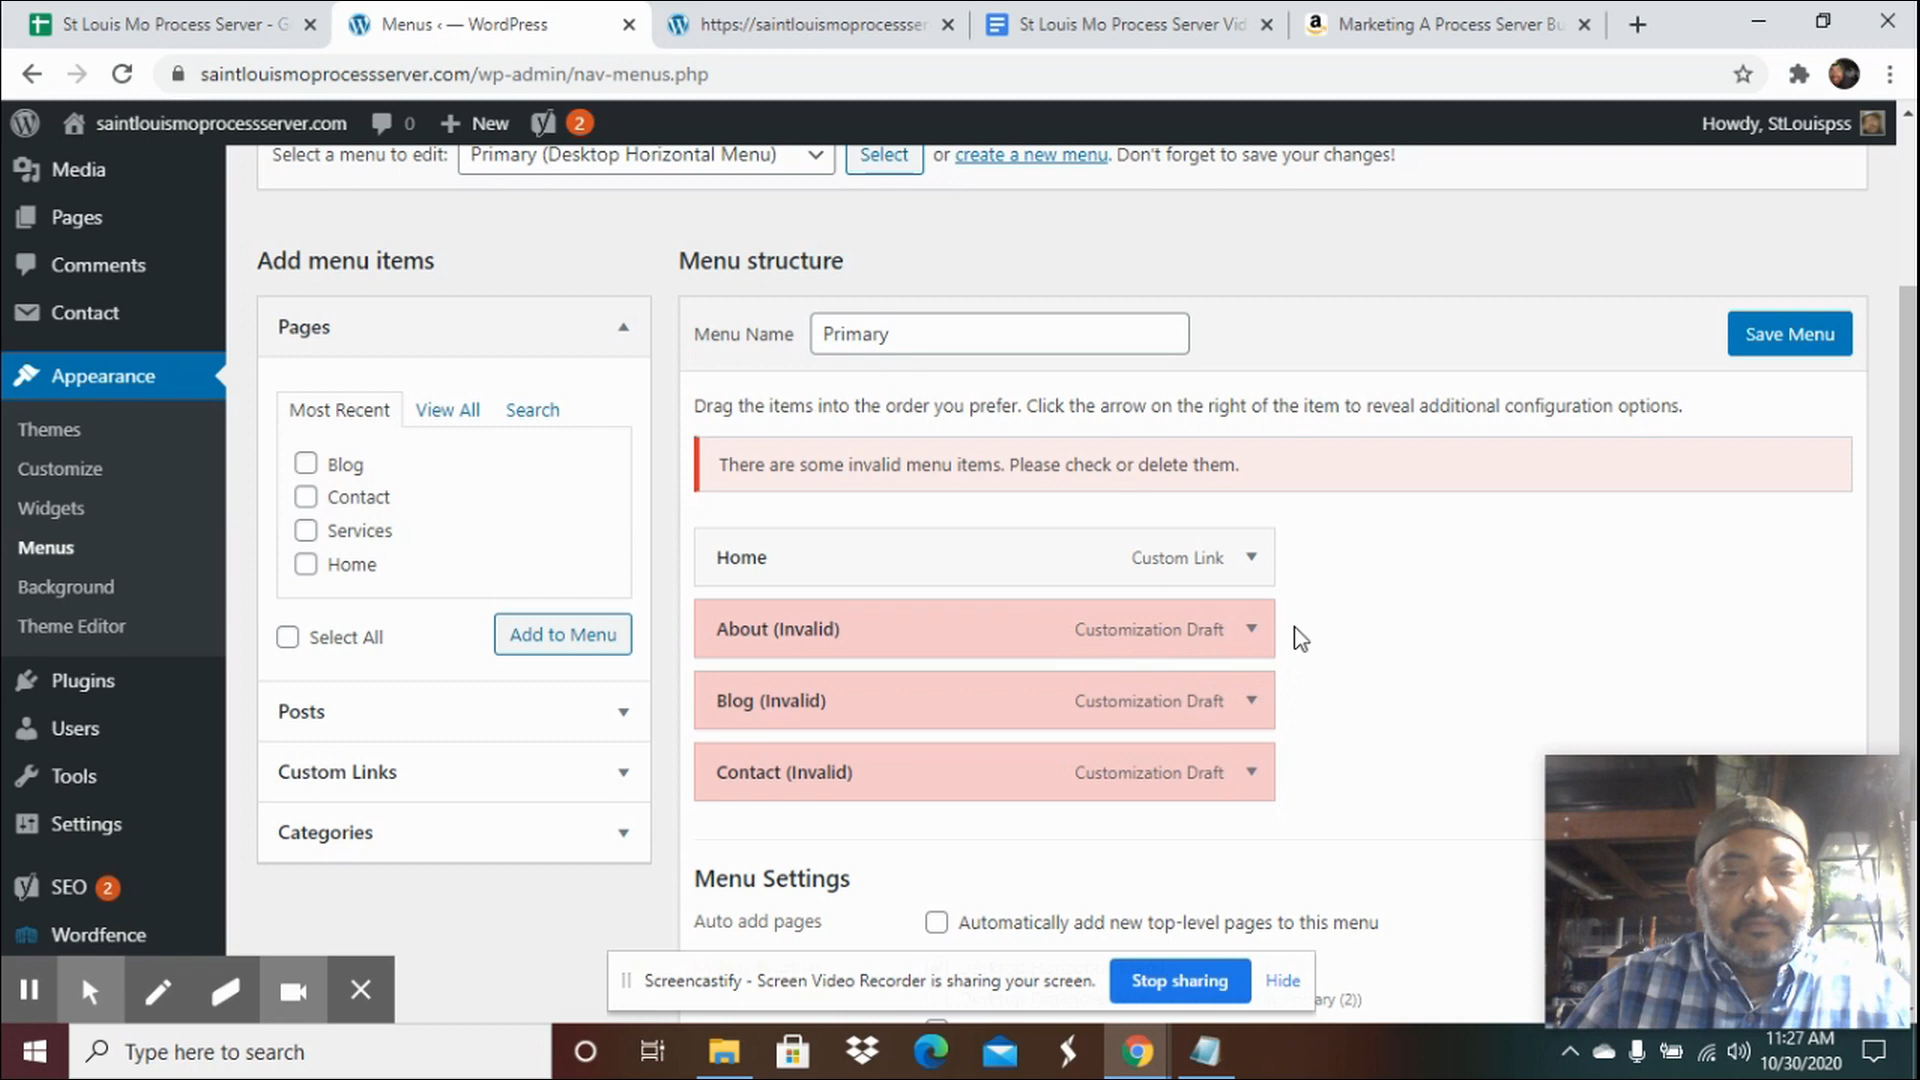 St Louis Mo Process Server - G
Menus ‹ — WordPress
https://saintlouismoprocessser
St Louis Mo Process Server Vid
Marketing A Process Server Bu
saintlouismoprocessserver.com/wp-admin/nav-menus.php
saintlouismoprocessserver.com
0
New
2
Howdy, StLouispss
Media
Pages
Comments
Contact
Appearance
Themes
Customize
Widgets
Menus
Background
Theme Editor
Plugins
Users
Tools
Settings
SEO 2
Wordfence
Select a menu to edit: Primary (Desktop Horizontal Menu) Select or create a new menu. Don't forget to save your changes!
Add menu items
Pages
Most Recent View All Search
Blog
Contact
Services
Home
Select All Add to Menu
Posts
Custom Links
Categories
Menu structure
Menu Name Primary Save Menu
Drag the items into the order you prefer. Click the arrow on the right of the item to reveal additional configuration options.
There are some invalid menu items. Please check or delete them.
Home Custom Link
About (Invalid) Customization Draft
Blog (Invalid) Customization Draft
Contact (Invalid) Customization Draft
Menu Settings
Auto add pages Automatically add new top-level pages to this menu
Screencastify - Screen Video Recorder is sharing your screen. Stop sharing Hide
ary (2))
Type here to search
11:27 AM
10/30/2020